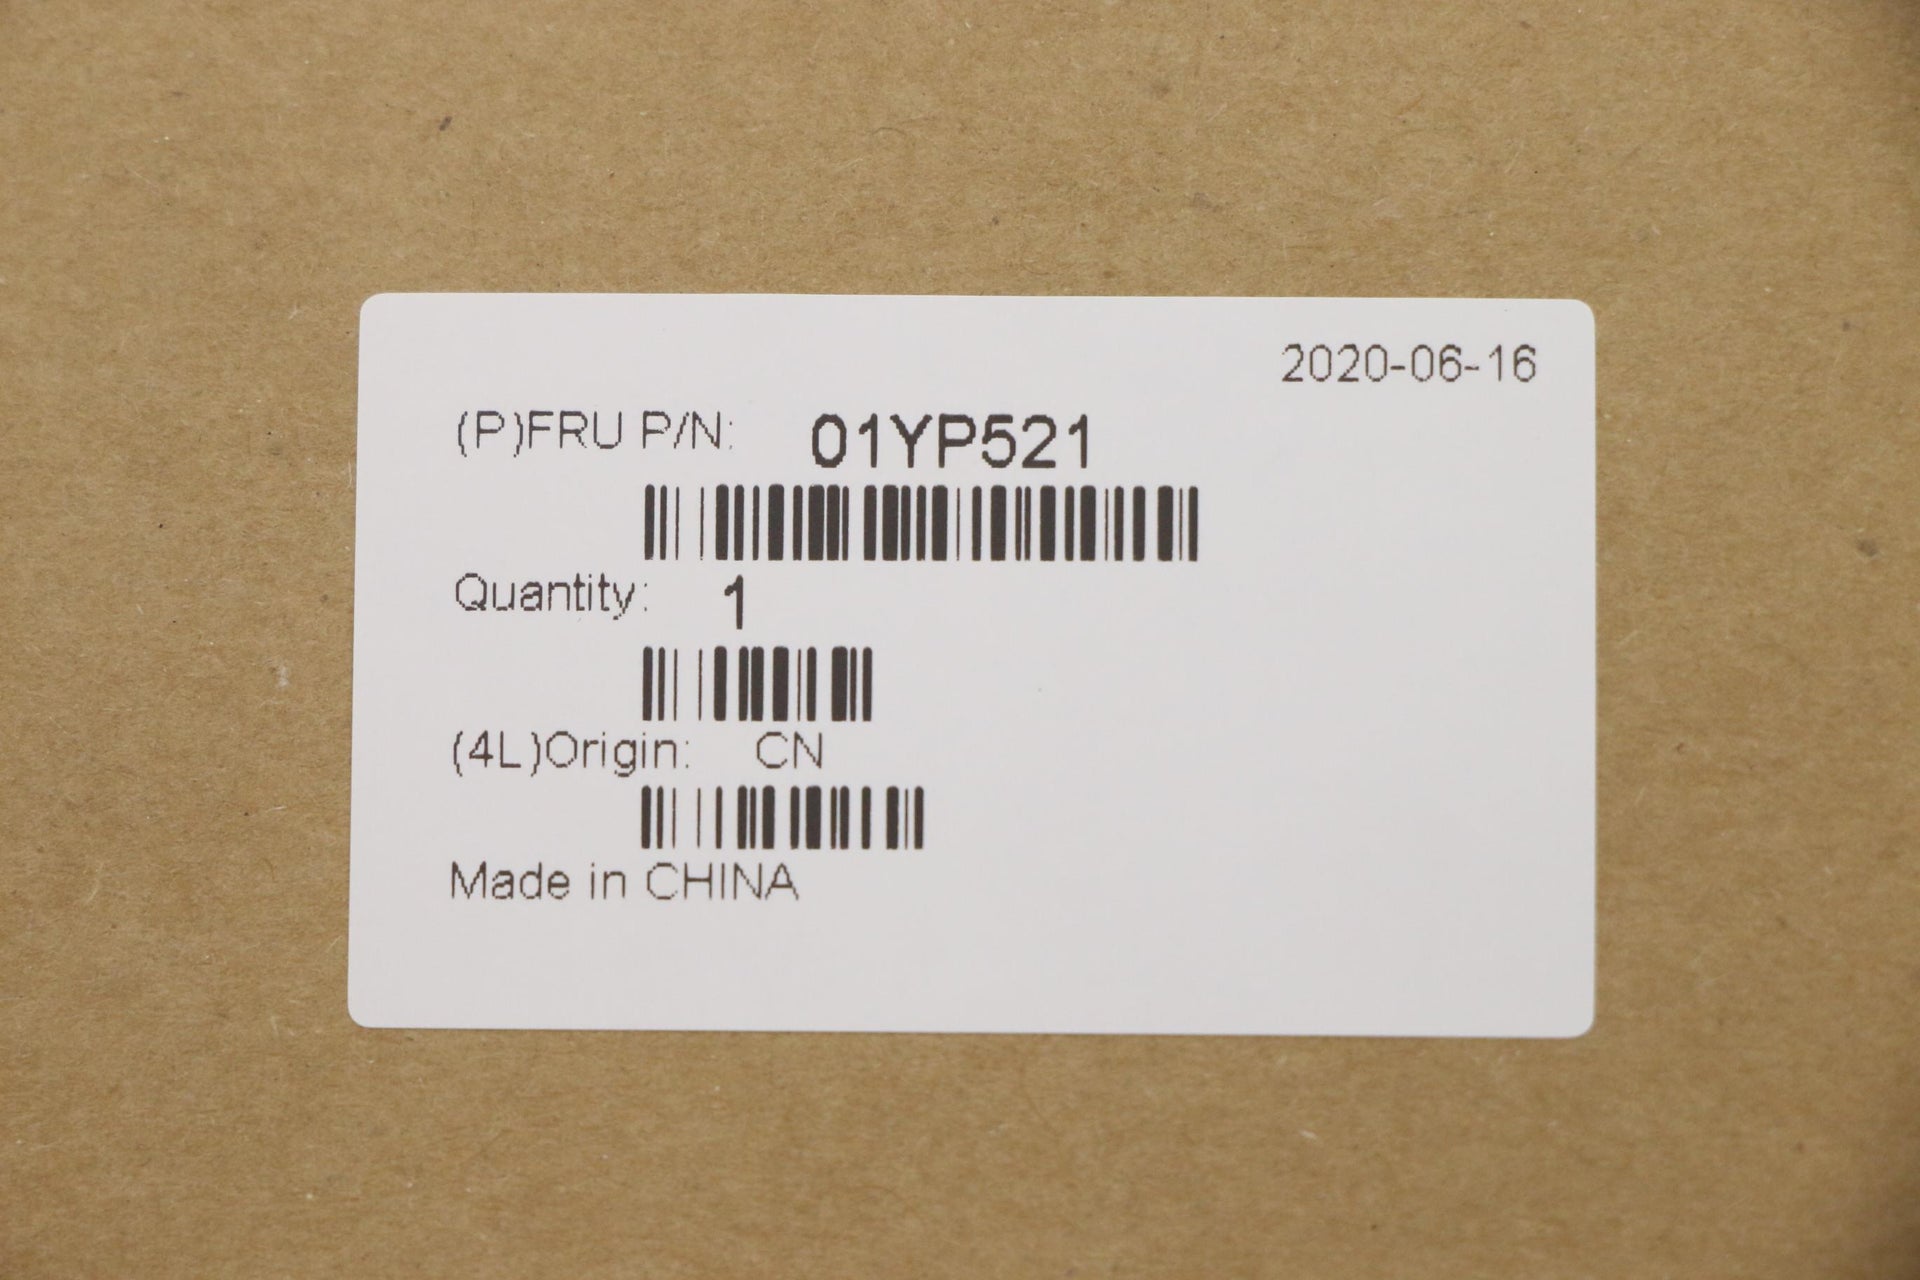 2020-06-16
(P)FRU P/N: 01YP521
Quantity: 1
(4L)Origin: CN
Made in CHINA